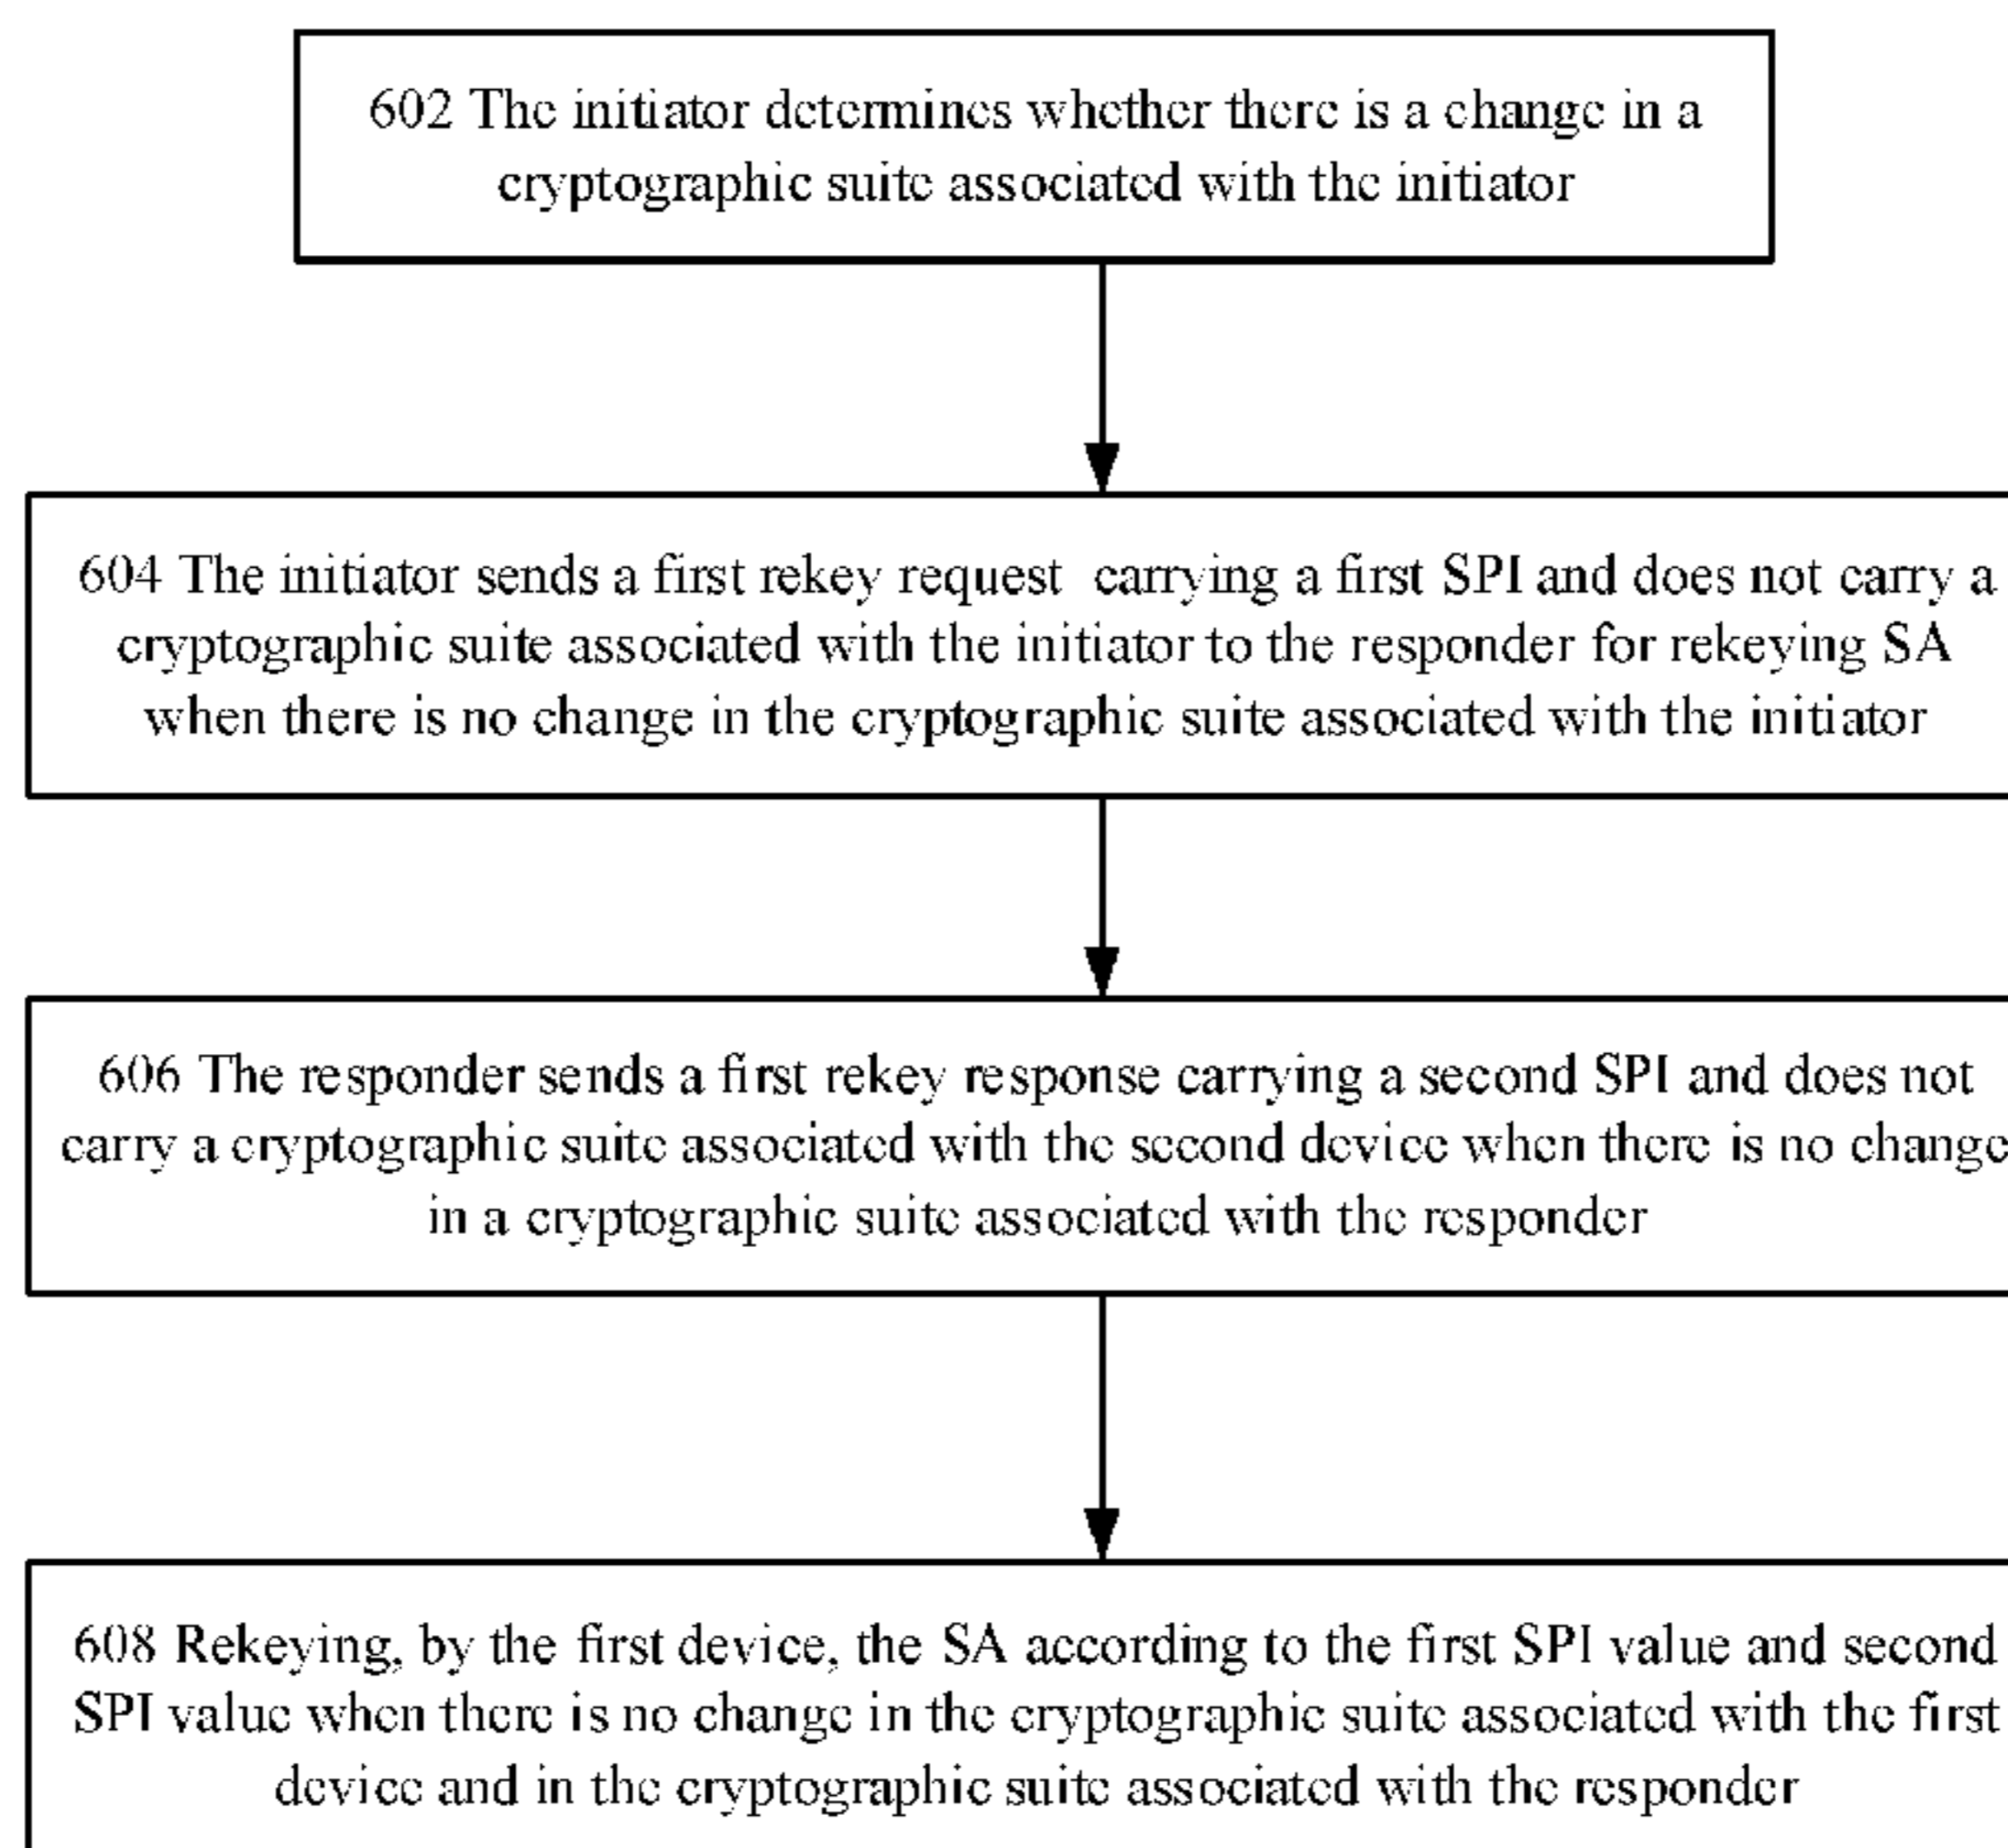 602 The initiator determines whether there is a change in a
cryptographic suite associated with the initiator
604 The initiator sends a first rekey request carrying a first SPI and does not carry a
cryptographic suite associated with the initiator to the responder for rekeying SA
when there is no change in the cryptographic suite associated with the initiator
606 The responder sends a first rekey response carrying a second SPI and does not
carry a cryptographic suite associated with the second device when there is no change
in a cryptographic suite associated with the responder
608 Rekeying, by the first device, the SA according to the first SPI value and second
SPI value when there is no change in the cryptographic suite associated with the first
device and in the cryptographic suite associated with the responder